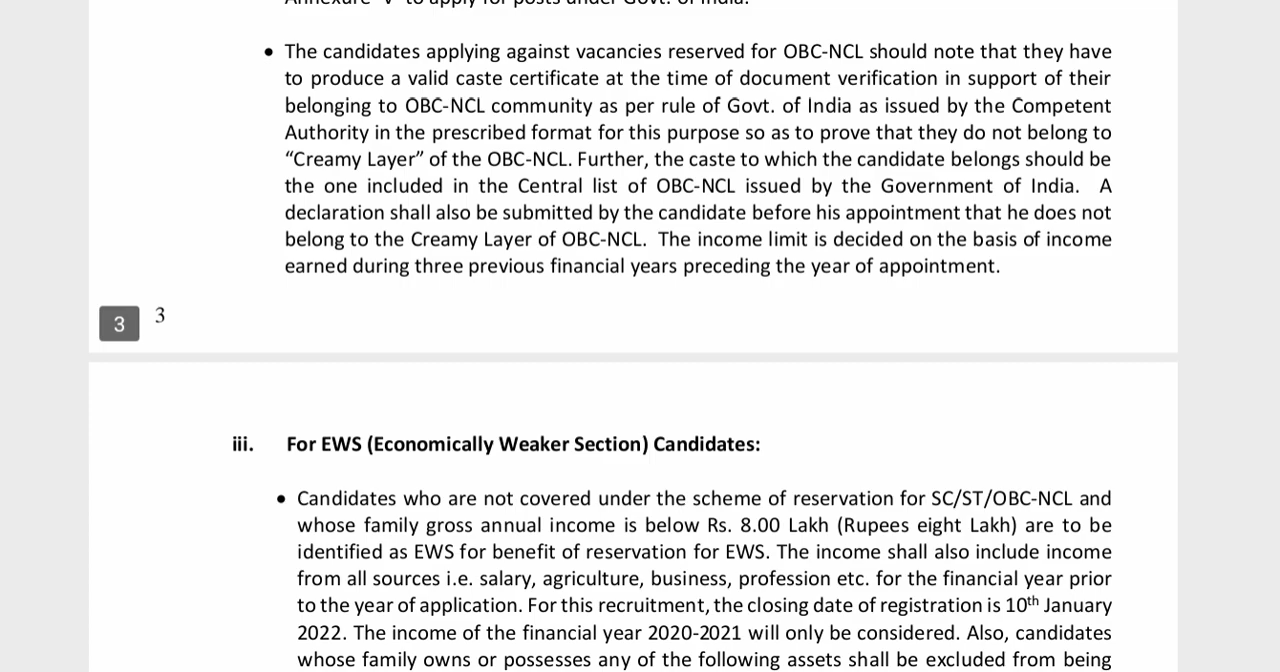 Annexure "V" to apply for posts under Govt. of India.
• The candidates applying against vacancies reserved for OBC-NCL should note that they have
to produce a valid caste certificate at the time of document verification in support of their
belonging to OBC-NCL community as per rule of Govt. of India as issued by the Competent
Authority in the prescribed format for this purpose so as to prove that they do not belong to
“Creamy Layer” of the OBC-NCL. Further, the caste to which the candidate belongs should be
the one included in the Central list of OBC-NCL issued by the Government of India. A
declaration shall also be submitted by the candidate before his appointment that he does not
belong to the Creamy Layer of OBC-NCL. The income limit is decided on the basis of income
earned during three previous financial years preceding the year of appointment.
3 3
iii. For EWS (Economically Weaker Section) Candidates:
• Candidates who are not covered under the scheme of reservation for SC/ST/OBC-NCL and
whose family gross annual income is below Rs. 8.00 Lakh (Rupees eight Lakh) are to be
identified as EWS for benefit of reservation for EWS. The income shall also include income
from all sources i.e. salary, agriculture, business, profession etc. for the financial year prior
to the year of application. For this recruitment, the closing date of registration is 10th January
2022. The income of the financial year 2020-2021 will only be considered. Also, candidates
whose family owns or possesses any of the following assets shall be excluded from being